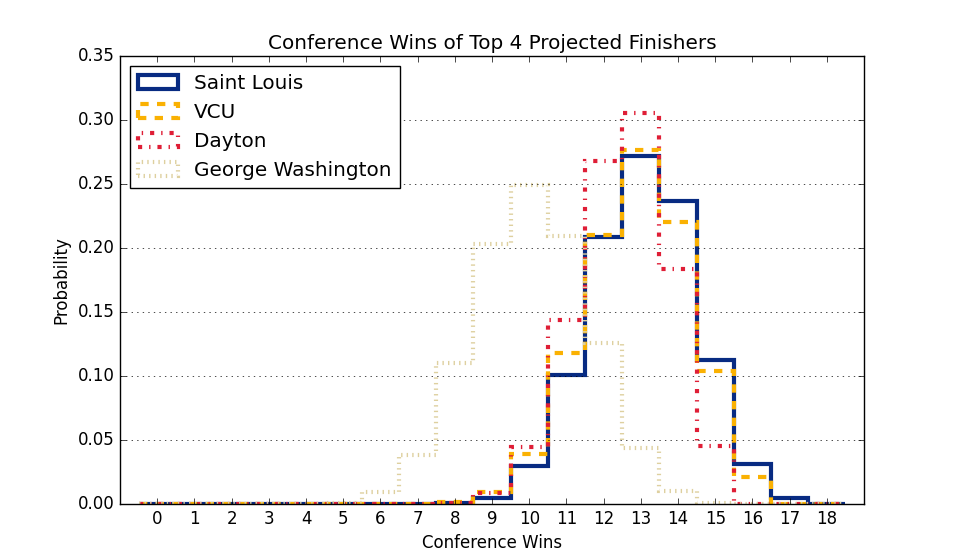 Conference Wins of Top 4 Projected Finishers
0.35
0.30
0.25
0.20
0.15
0.10
0.05
0.00
Probability
Saint Louis
VCU
Dayton
George Washington
0 1 2 3 4 5 6 7 8 9 10 11 12 13 14 15 16 17 18
Conference Wins